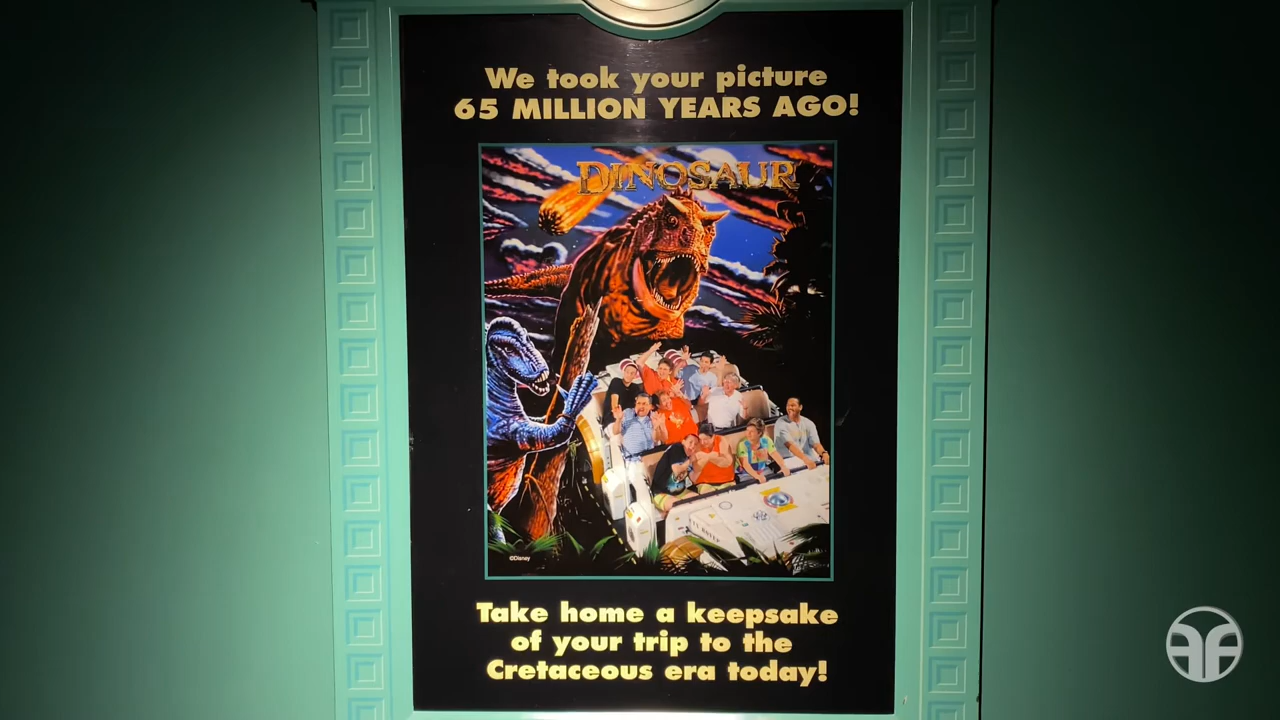 We took your picture
65 MILLION YEARS AGO!
DINOSAUR
©Disney
Take home a keepsake
of your trip to the
Cretaceous era today!